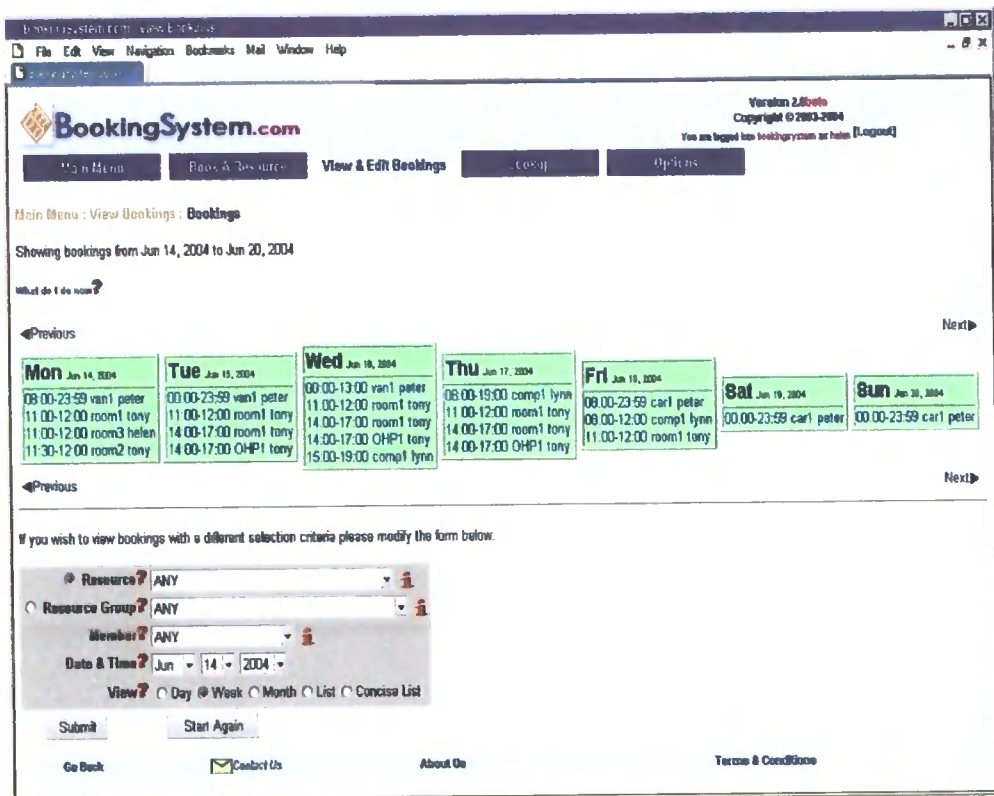 File Edit View Navigation Bookmarks Mail Window Help
BookingSystem.com
Version 2.0beta
Copyright © 2003-2004
You are logged into bookingsystem as helen [Logout]
Main Menu Book A Resource View & Edit Bookings Lookup Options
Main Menu : View Bookings : Bookings
Showing bookings from Jun 14, 2004 to Jun 20, 2004
What do I do now?
Previous Next
Mon Jun 14, 2004
08:00-23:59 van1 peter
11:00-12:00 room1 tony
11:00-12:00 room3 helen
11:30-12:00 room2 tony
Tue Jun 15, 2004
00:00-23:59 van1 peter
11:00-12:00 room1 tony
14:00-17:00 room1 tony
14:00-17:00 OHP1 tony
Wed Jun 16, 2004
00:00-13:00 van1 peter
11:00-12:00 room1 tony
14:00-17:00 room1 tony
14:00-17:00 OHP1 tony
15:00-19:00 comp1 lynn
Thu Jun 17, 2004
08:00-19:00 comp1 lynn
11:00-12:00 room1 tony
14:00-17:00 room1 tony
14:00-17:00 OHP1 tony
Fri Jun 18, 2004
08:00-23:59 car1 peter
08:00-12:00 comp1 lynn
11:00-12:00 room1 tony
Sat Jun 19, 2004
00:00-23:59 car1 peter
Sun Jun 20, 2004
00:00-23:59 car1 peter
Previous Next
If you wish to view bookings with a different selection criteria please modify the form below.
Resource? ANY
Resource Group? ANY
Member? ANY
Date & Time? Jun 14 2004
View? Day Week Month List Concise List
Submit Start Again
Go Back Contact Us About Us Terms & Conditions